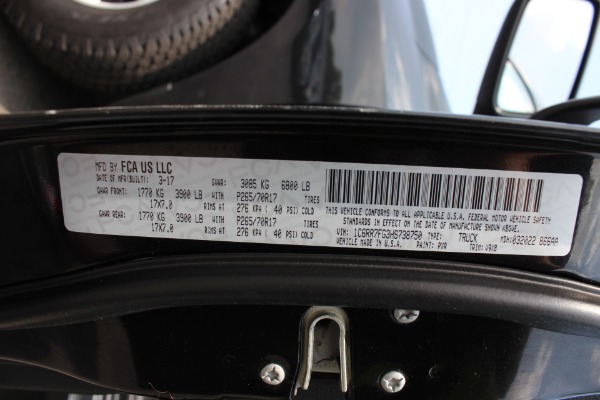 MFD BY FCA US LLC
DATE OF MFR(BUILT): 3-17 GVWR: 3085 KG 6800 LB
GAWR FRONT: 1770 KG 3900 LB WITH P265/70R17 TIRES
17X7.0 RIMS AT 276 KPA ( 40 PSI) COLD
GAWR REAR: 1770 KG 3900 LB WITH P265/70R17 TIRES
17X7.0 RIMS AT 276 KPA ( 40 PSI) COLD
THIS VEHICLE CONFORMS TO ALL APPLICABLE U.S.A. FEDERAL MOTOR VEHICLE SAFETY
STANDARDS IN EFFECT ON THE DATE OF MANUFACTURE SHOWN ABOVE.
VIN: 1C6RR7FG3HS738750 TYPE: TRUCK MDH: 032022
VEHICLE MADE IN U.S.A. PAINT: PXR TRIM: